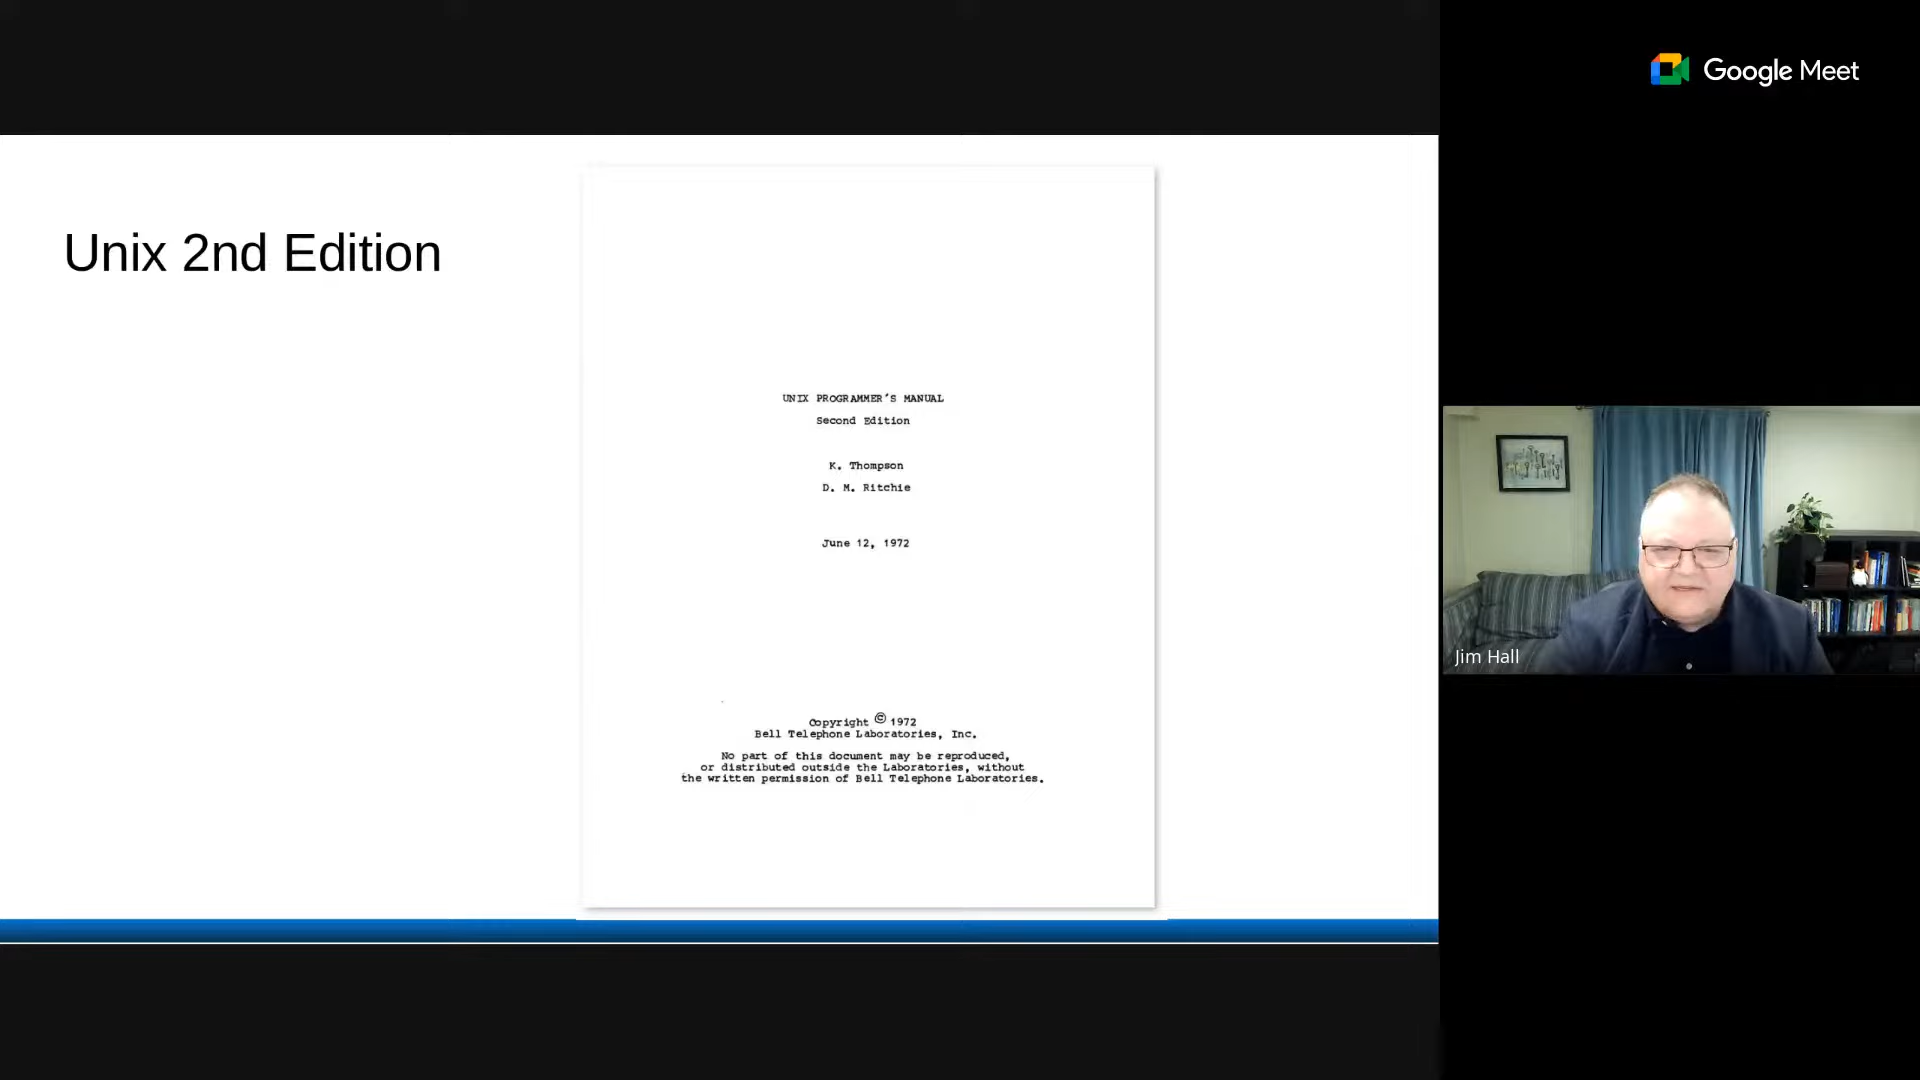 Google Meet
Unix 2nd Edition
UNIX PROGRAMMER'S MANUAL
Second Edition
K. Thompson
D. M. Ritchie
June 12, 1972
Copyright © 1972
Bell Telephone Laboratories, Inc.
No part of this document may be reproduced,
or distributed outside the Laboratories, without
the written permission of Bell Telephone Laboratories.
Jim Hall